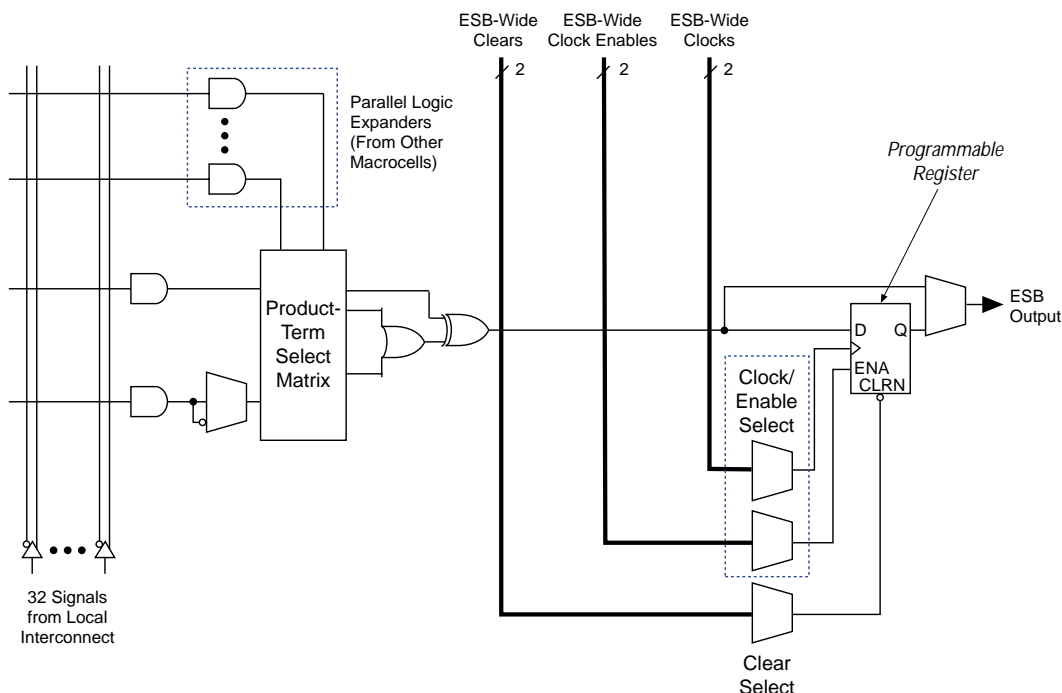 ESB-Wide
Clears
ESB-Wide
Clock Enables
ESB-Wide
Clocks
2
2
2
Parallel Logic
Expanders
(From Other
Macrocells)
Programmable
Register
Product-
Term
Select
Matrix
ESB
Output
D
Q
ENA
CLRN
Clock/
Enable
Select
32 Signals
from Local
Interconnect
Clear
Select